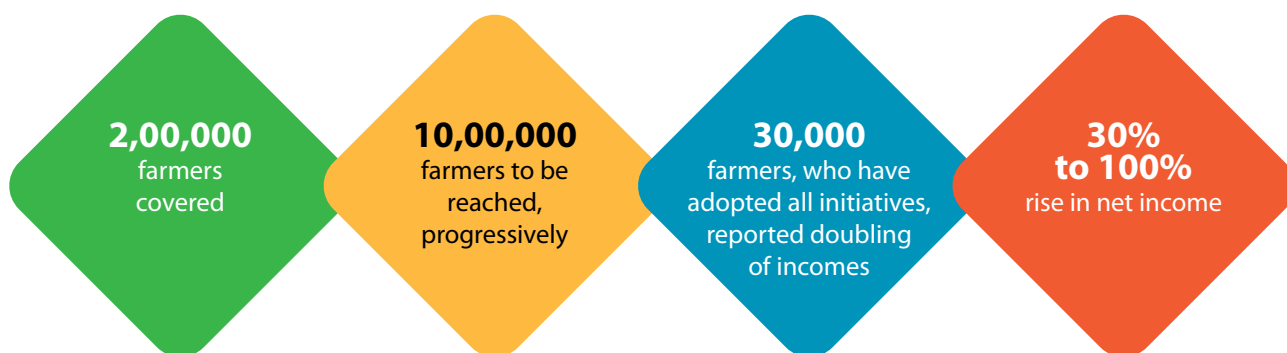 2,00,000
farmers
covered
10,00,000
farmers to be
reached,
progressively
30,000
farmers, who have
adopted all initiatives,
reported doubling
of incomes
30%
to 100%
rise in net income